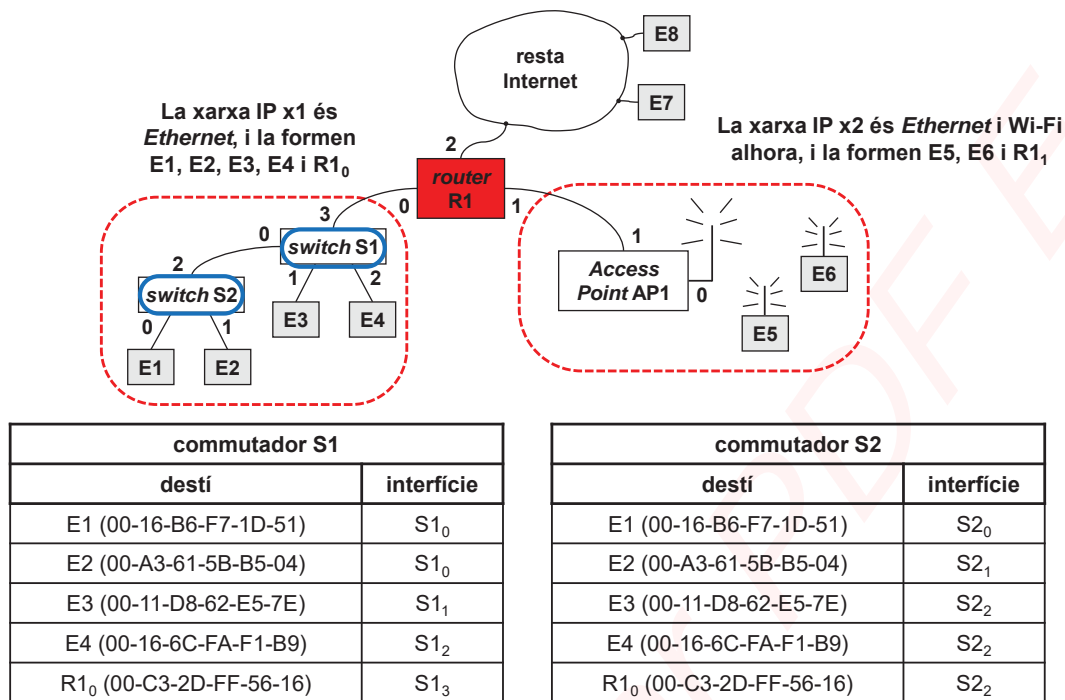 E8
resta
Internet
E7
La xarxa IP x1 és
Ethernet, i la formen
E1, E2, E3, E4 i R1₀
La xarxa IP x2 és Ethernet i Wi-Fi
alhora, i la formen E5, E6 i R1₁
2
router
R1
0
1
3
0
switch S1
1
2
2
switch S2
0
1
E3
E4
E1
E2
1
Access
Point AP1
0
E6
E5
commutador S1
destí interfície
E1 (00-16-B6-F7-1D-51) S1₀
E2 (00-A3-61-5B-B5-04) S1₀
E3 (00-11-D8-62-E5-7E) S1₁
E4 (00-16-6C-FA-F1-B9) S1₂
R1₀ (00-C3-2D-FF-56-16) S1₃
commutador S2
destí interfície
E1 (00-16-B6-F7-1D-51) S2₀
E2 (00-A3-61-5B-B5-04) S2₁
E3 (00-11-D8-62-E5-7E) S2₂
E4 (00-16-6C-FA-F1-B9) S2₂
R1₀ (00-C3-2D-FF-56-16) S2₂
PDF E